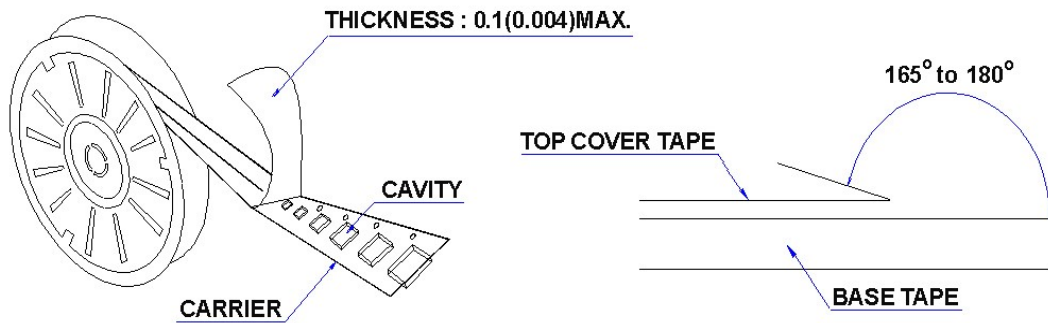 THICKNESS : 0.1(0.004)MAX.
165° to 180°
TOP COVER TAPE
CAVITY
CARRIER
BASE TAPE